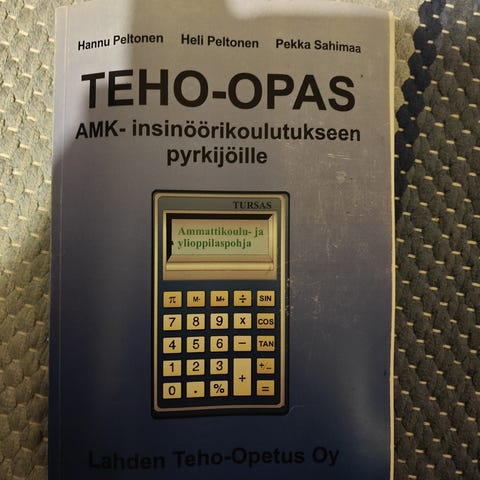 Hannu Peltonen Heli Peltonen Pekka Sahimaa
TEHO-OPAS
AMK- insinöörikoulutukseen
pyrkijöille
TURSAS
Ammattikoulu- ja
ylioppilaspohja
π M- M+ ÷ SIN
7 8 9 x COS
4 5 6 − TAN
1 2 3 + +/−
0 . % =
Lahden Teho-Opetus Oy